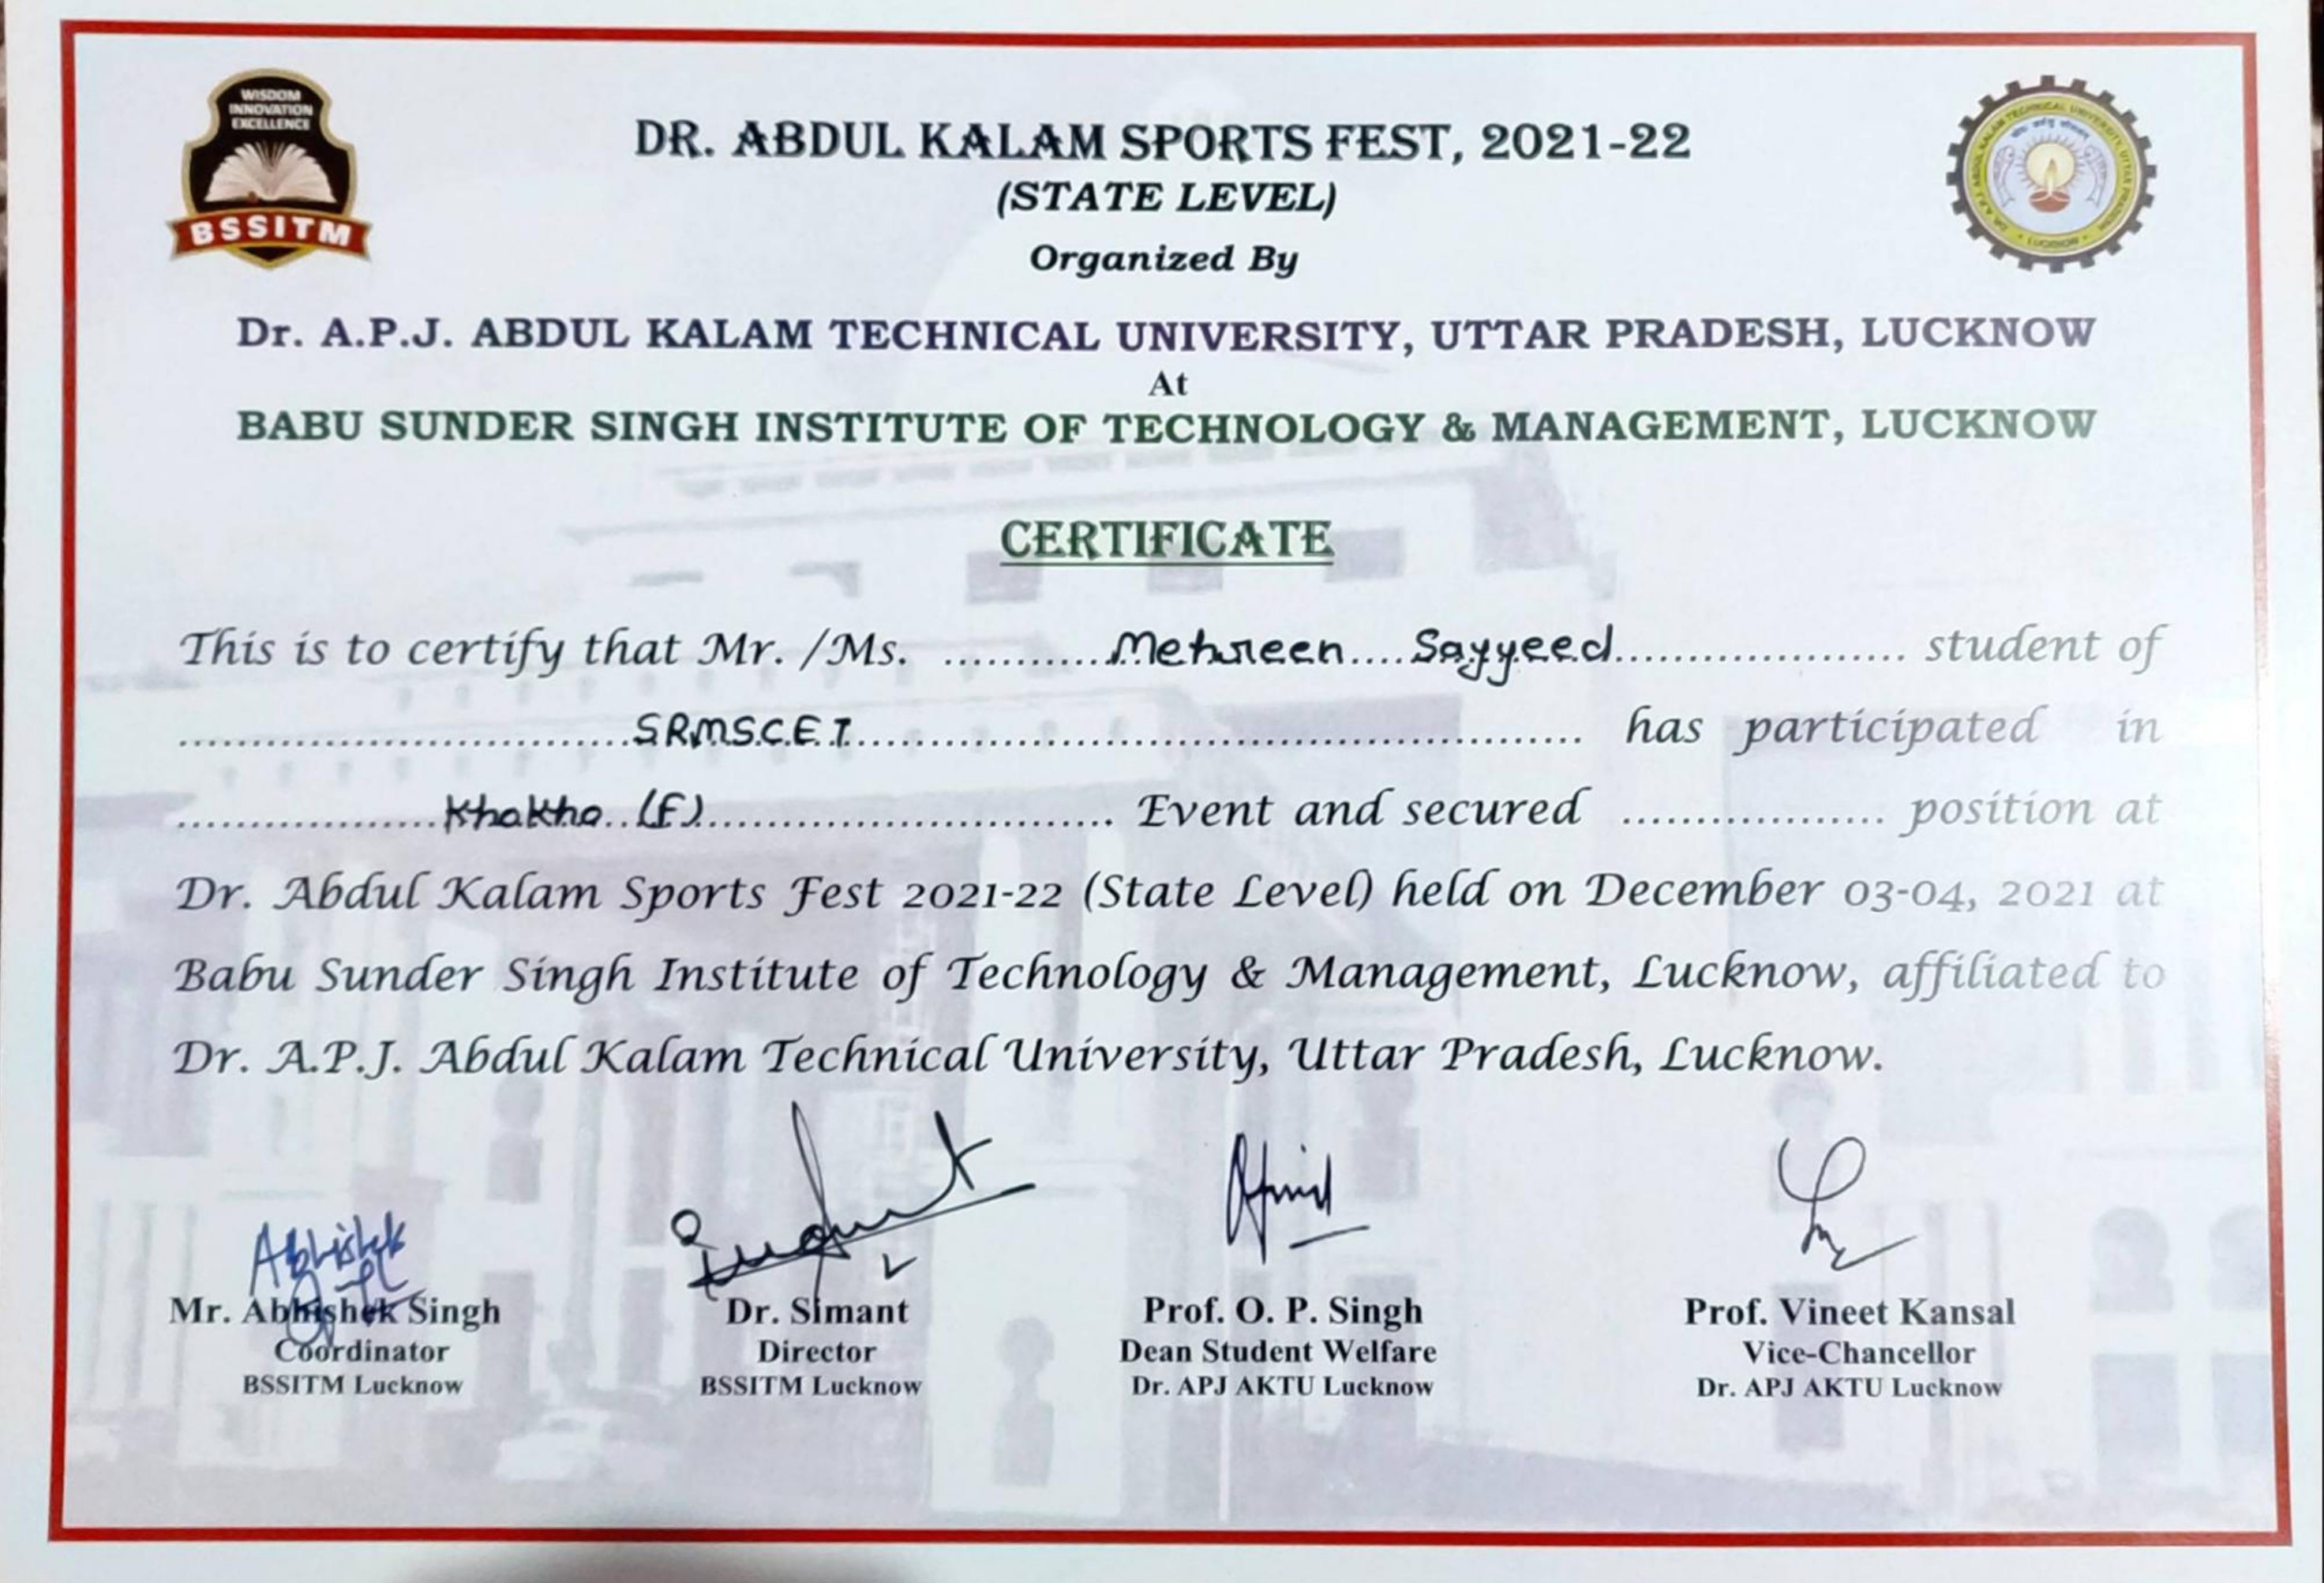 WISDOM
INNOVATION
EXCELLENCE
BSSITM
DR. ABDUL KALAM SPORTS FEST, 2021-22
(STATE LEVEL)
Organized By
Dr. A.P.J. ABDUL KALAM TECHNICAL UNIVERSITY, UTTAR PRADESH, LUCKNOW
At
BABU SUNDER SINGH INSTITUTE OF TECHNOLOGY & MANAGEMENT, LUCKNOW
CERTIFICATE
This is to certify that Mr. /Ms. ............Mehreen....Sayyeed.................... student of
................................SRMS.C.E.T................................................... has participated in
...................KhoKho..(F)............................. Event and secured .................. position at
Dr. Abdul Kalam Sports Fest 2021-22 (State Level) held on December 03-04, 2021 at
Babu Sunder Singh Institute of Technology & Management, Lucknow, affiliated to
Dr. A.P.J. Abdul Kalam Technical University, Uttar Pradesh, Lucknow.
Abhishek
Mr. Abhishek Singh
Coordinator
BSSITM Lucknow
Dr. Simant
Director
BSSITM Lucknow
Prof. O. P. Singh
Dean Student Welfare
Dr. APJ AKTU Lucknow
Prof. Vineet Kansal
Vice-Chancellor
Dr. APJ AKTU Lucknow